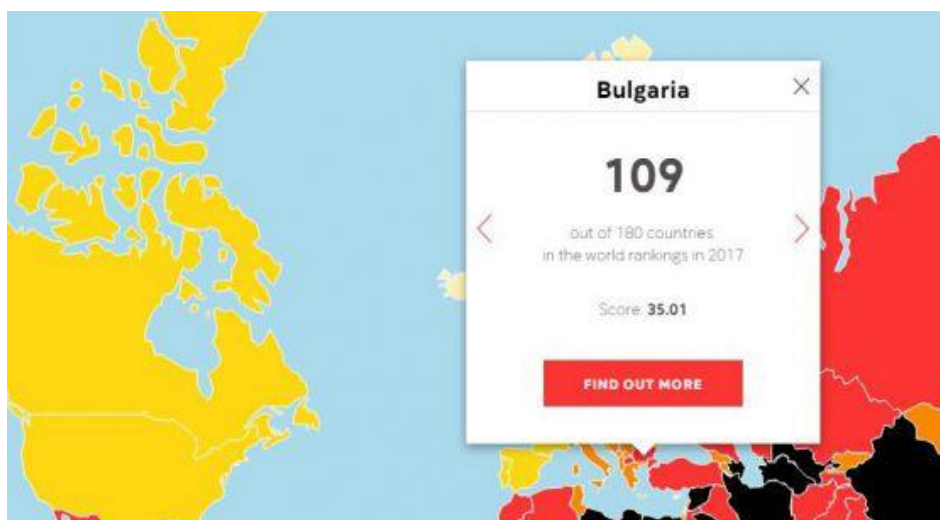 Bulgaria
109
out of 180 countries
in the world rankings in 2017
Score: 35.01
FIND OUT MORE